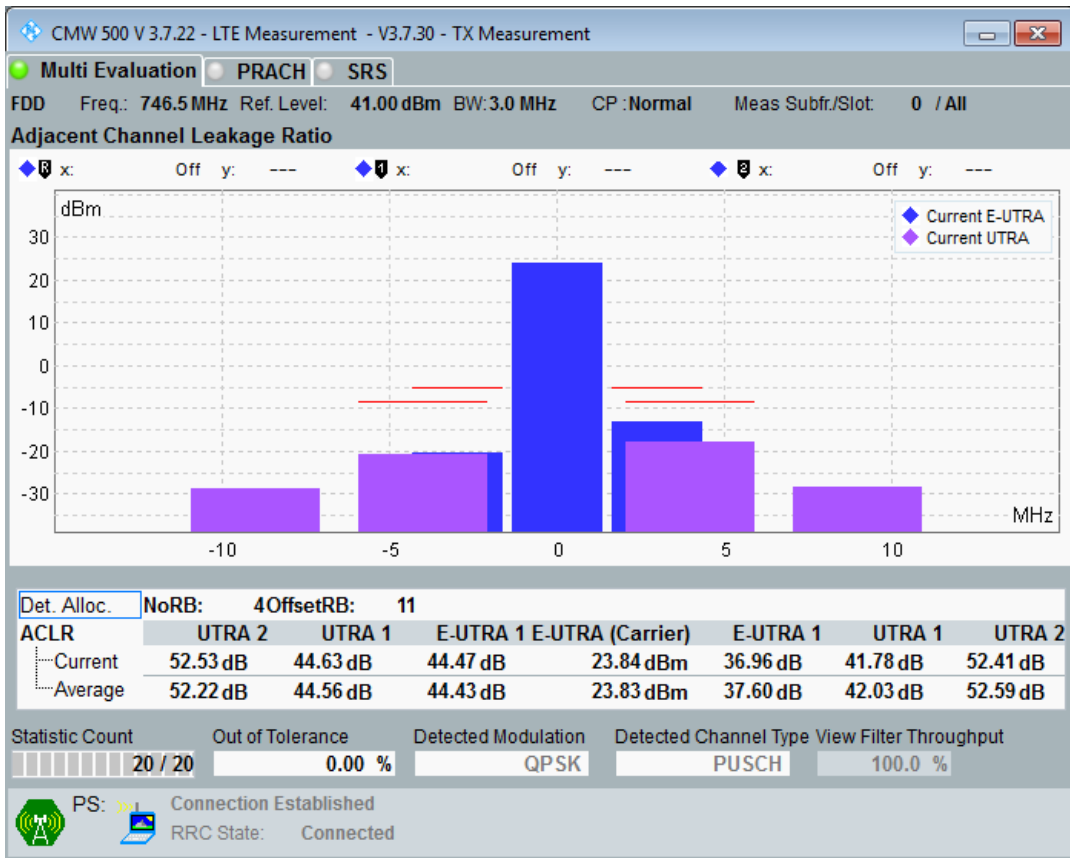 CMW 500 V 3.7.22 - LTE Measurement - V3.7.30 - TX Measurement
Multi Evaluation PRACH SRS
FDD Freq.: 746.5 MHz Ref. Level: 41.00 dBm BW: 3.0 MHz CP : Normal Meas Subfr./Slot: 0 / All
Adjacent Channel Leakage Ratio
R x: Off y: --- 1 x: Off y: --- 2 x: Off y: ---
dBm
Current E-UTRA
Current UTRA
30
20
10
0
-10
-20
-30
MHz
-10 -5 0 5 10
Det. Alloc. NoRB: 4 OffsetRB: 11
ACLR UTRA 2 UTRA 1 E-UTRA 1 E-UTRA (Carrier) E-UTRA 1 UTRA 1 UTRA 2
Current 52.53 dB 44.63 dB 44.47 dB 23.84 dBm 36.96 dB 41.78 dB 52.41 dB
Average 52.22 dB 44.56 dB 44.43 dB 23.83 dBm 37.60 dB 42.03 dB 52.59 dB
Statistic Count Out of Tolerance Detected Modulation Detected Channel Type View Filter Throughput
20 / 20 0.00 % QPSK PUSCH 100.0 %
PS: Connection Established
RRC State: Connected